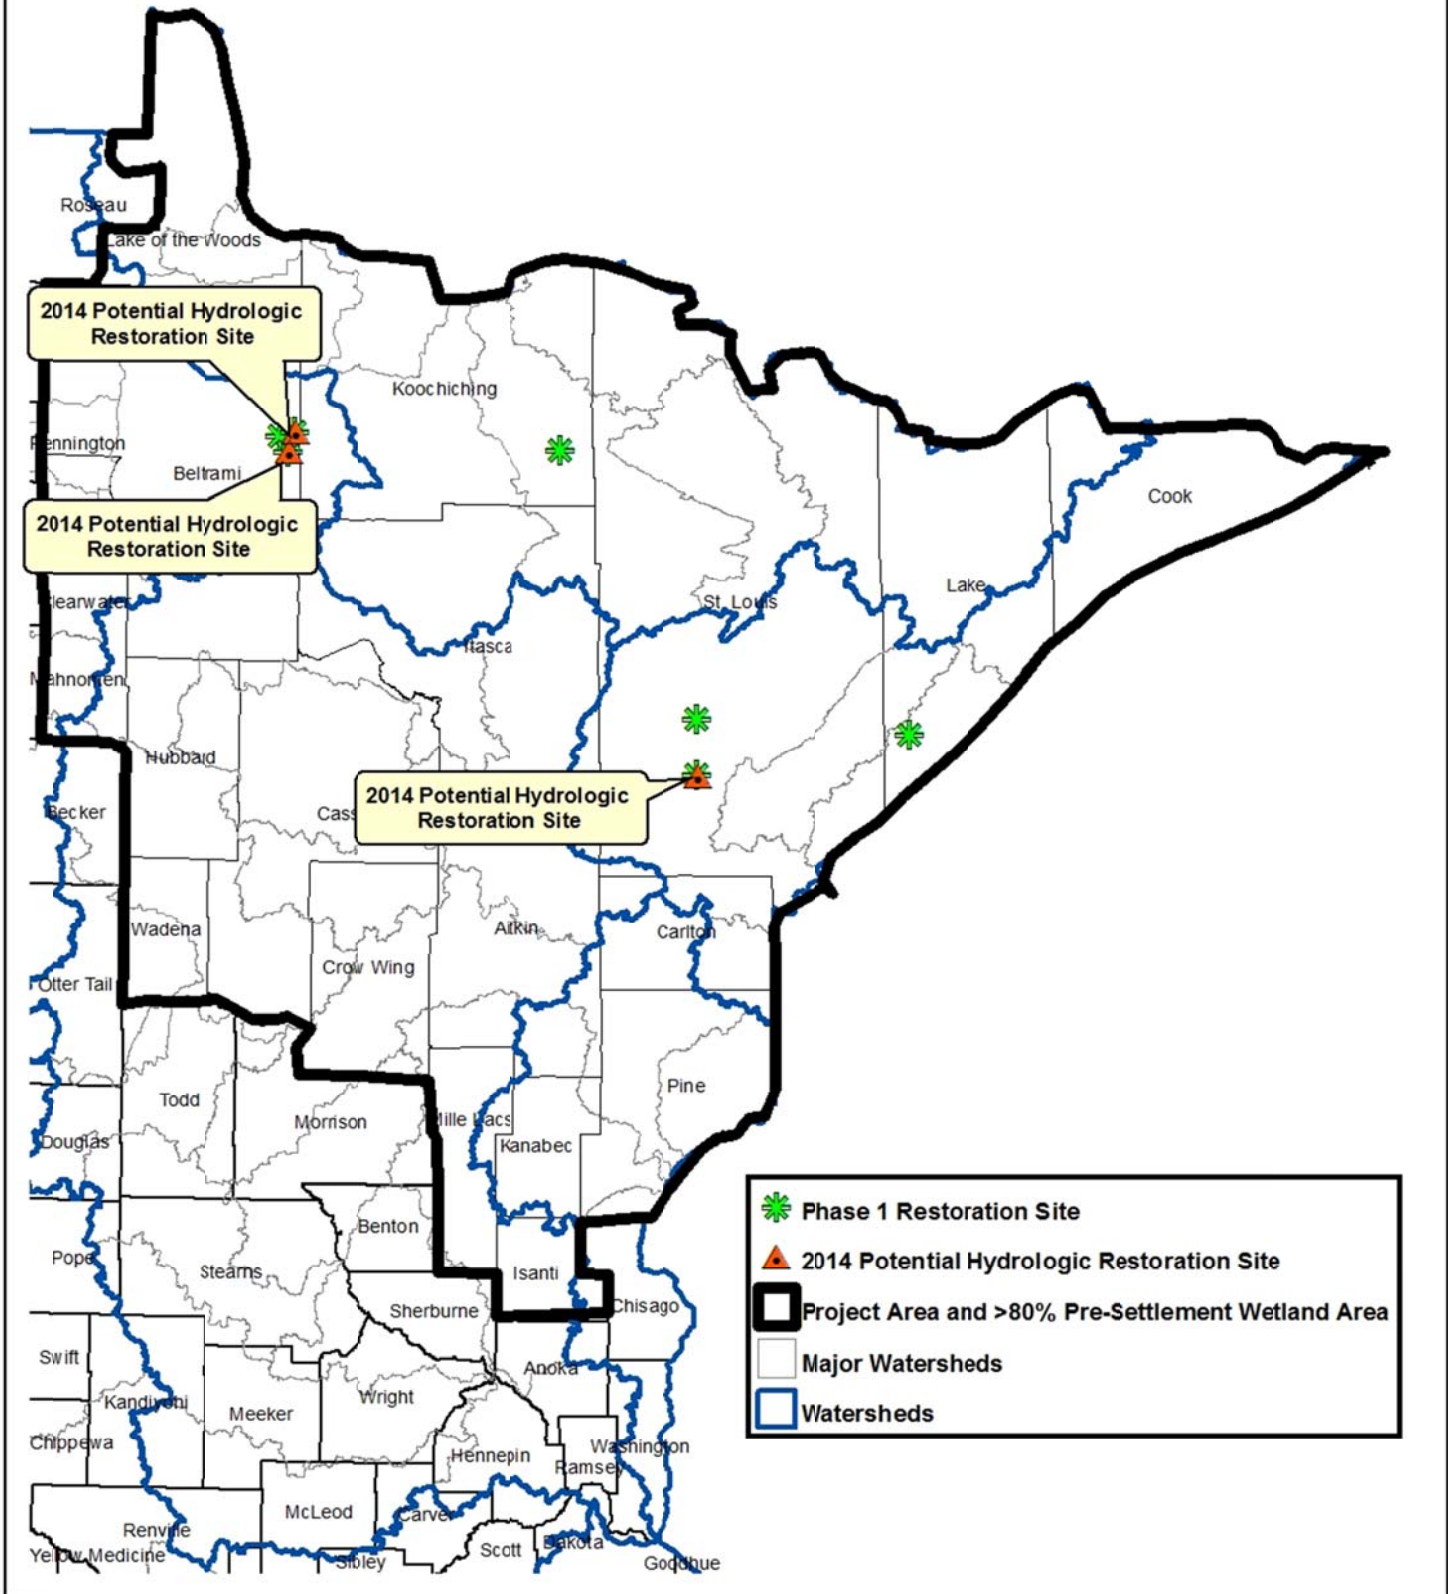 Roseau
Lake of the Woods
2014 Potential Hydrologic
Restoration Site
Koochiching
Pennington
Beltrami
Cook
2014 Potential Hydrologic
Restoration Site
Clearwater
Lake
St. Louis
Itasca
Mahnomen
Hubbard
2014 Potential Hydrologic
Restoration Site
Becker
Cass
Wadena
Aitkin
Carlton
Crow Wing
Otter Tail
Pine
Todd
Morrison
Mille Lacs
Douglas
Kanabec
Phase 1 Restoration Site
Benton
Pope
Stearns
Isanti
2014 Potential Hydrologic Restoration Site
Sherburne
Chisago
Project Area and >80% Pre-Settlement Wetland Area
Swift
Anoka
Major Watersheds
Kandiyohi
Wright
Meeker
Watersheds
Chippewa
Hennepin
Washington
Ramsey
McLeod
Carver
Renville
Dakota
Scott
Yellow Medicine
Sibley
Goodhue